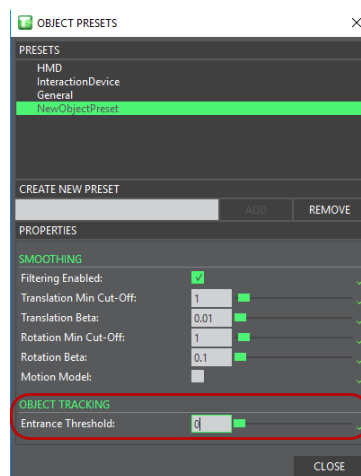 OBJECT PRESETS
PRESETS
HMD
InteractionDevice
General
NewObjectPreset
CREATE NEW PRESET
ADD REMOVE
PROPERTIES
SMOOTHING
Filtering Enabled:
Translation Min Cut-Off: 1
Translation Beta: 0.01
Rotation Min Cut-Off: 1
Rotation Beta: 0.1
Motion Model:
OBJECT TRACKING
Entrance Threshold: 0
CLOSE